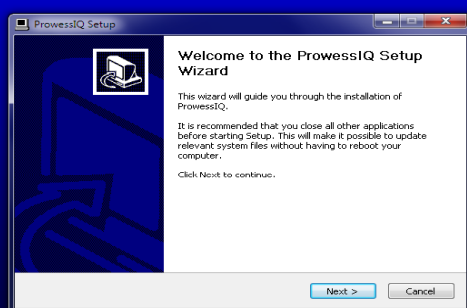 ProwessIQ Setup
Welcome to the ProwessIQ Setup
Wizard
This wizard will guide you through the installation of
ProwessIQ.
It is recommended that you close all other applications
before starting Setup. This will make it possible to update
relevant system files without having to reboot your
computer.
Click Next to continue.
Next >
Cancel